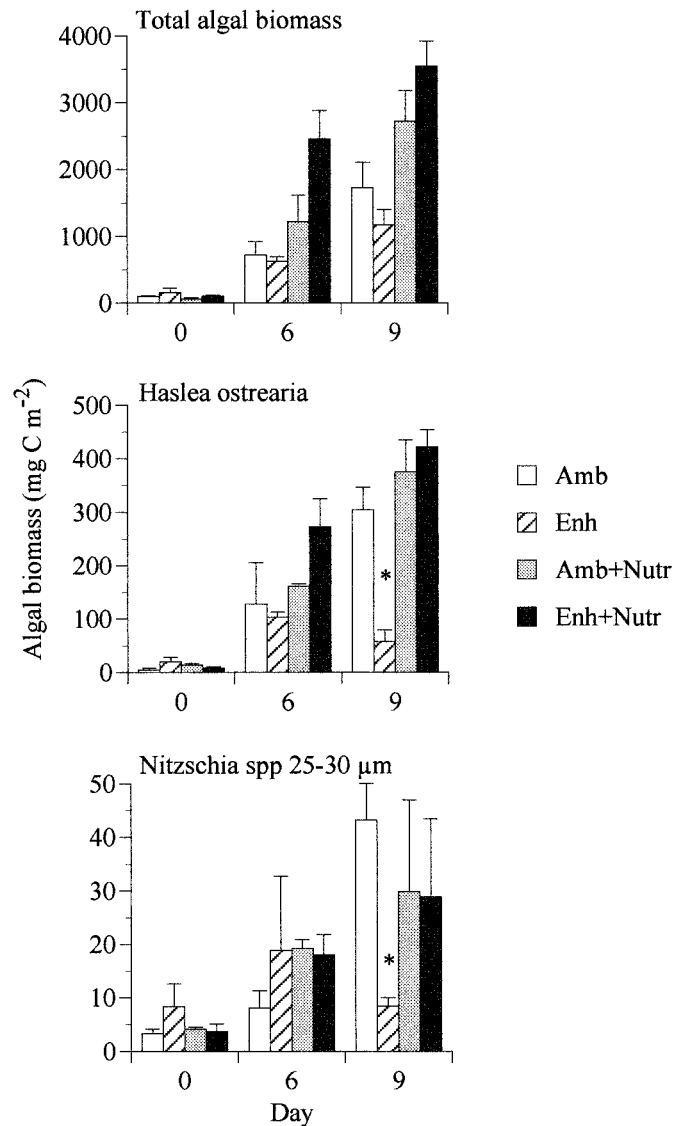 Total algal biomass
4000
3000
2000
1000
0
0 6 9
Haslea ostrearia
500
400
300
200
100
0
0 6 9
*
Algal biomass (mg C m⁻²)
Amb
Enh
Amb+Nutr
Enh+Nutr
Nitzschia spp 25-30 µm
50
40
30
20
10
0
*
0 6 9
Day